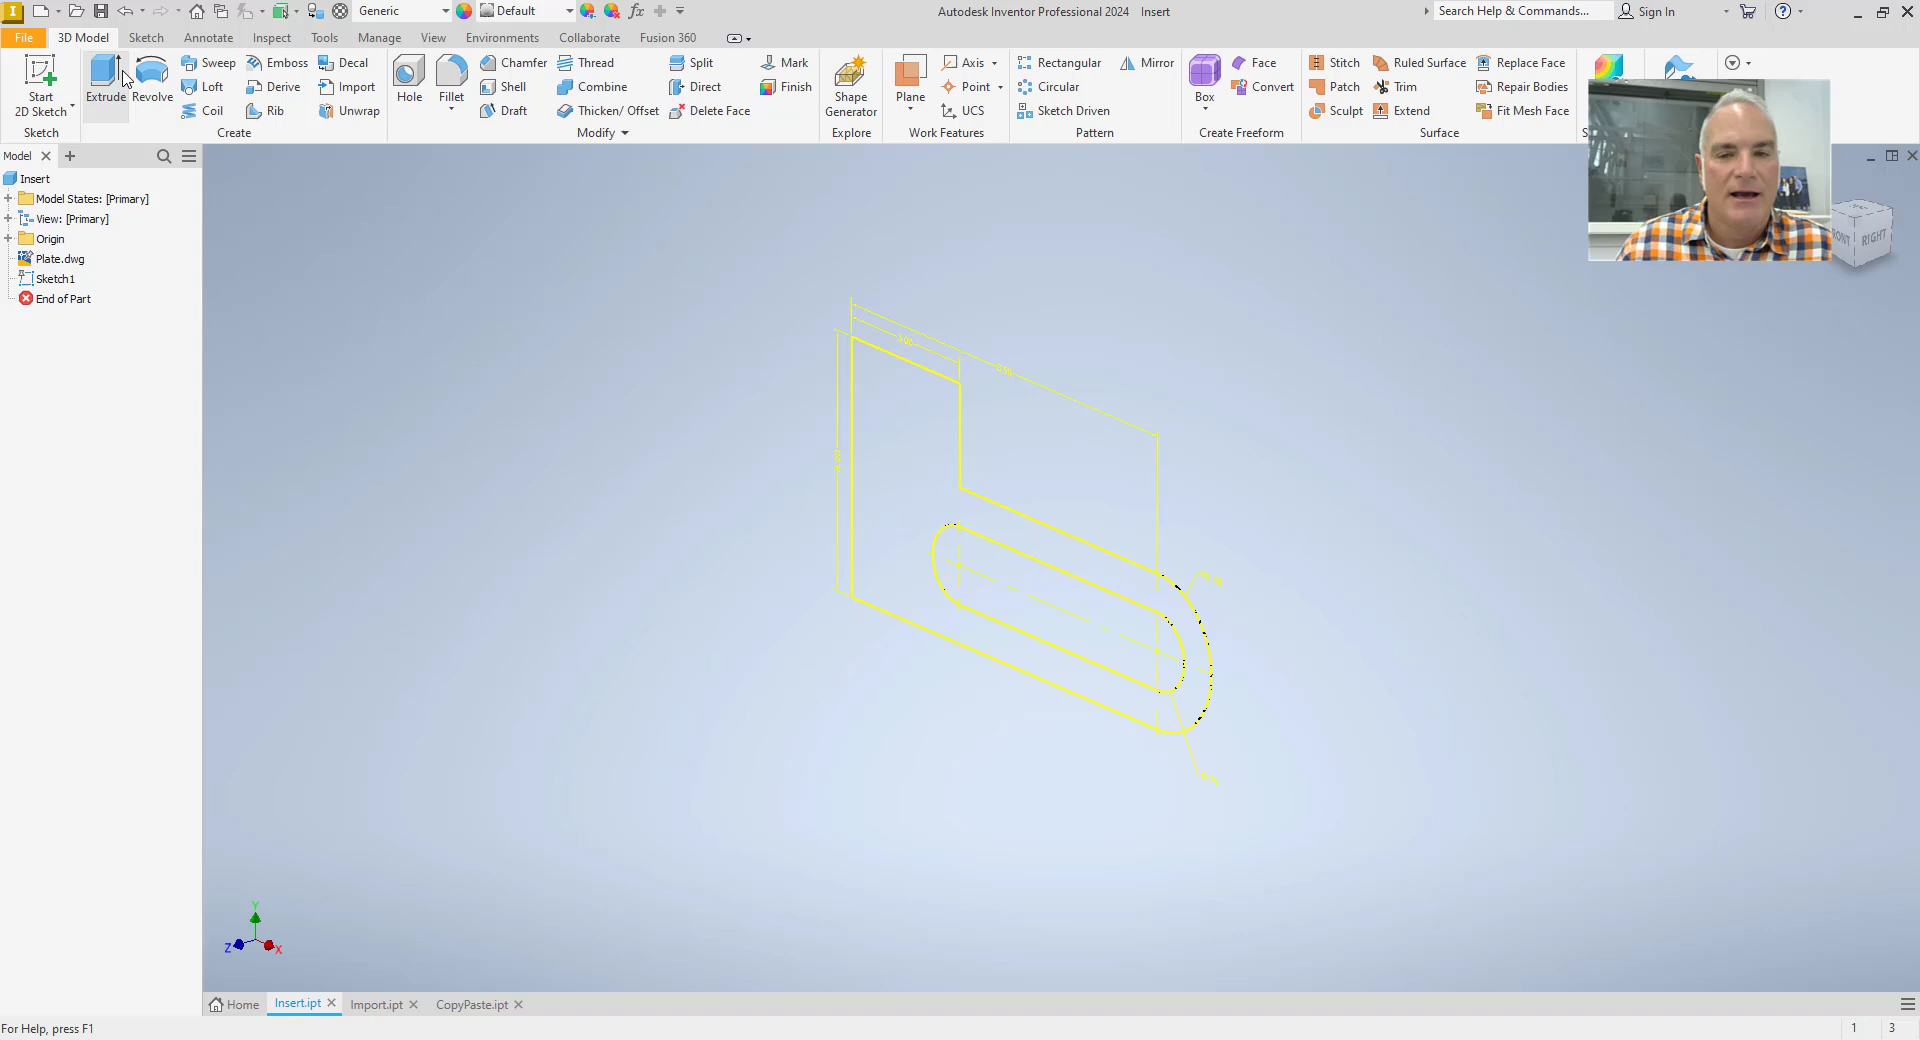 Generic
Default
fx
Autodesk Inventor Professional 2024 Insert
Search Help & Commands...
Sign In
File
3D Model
Sketch
Annotate
Inspect
Tools
Manage
View
Environments
Collaborate
Fusion 360
Start
2D Sketch
Sketch
Extrude
Revolve
Sweep
Loft
Coil
Emboss
Derive
Rib
Decal
Import
Unwrap
Create
Hole
Fillet
Chamfer
Shell
Draft
Thread
Combine
Thicken/ Offset
Split
Direct
Delete Face
Mark
Finish
Modify
Shape
Generator
Explore
Plane
Axis
Point
UCS
Work Features
Rectangular
Circular
Sketch Driven
Mirror
Pattern
Box
Face
Convert
Create Freeform
Stitch
Patch
Sculpt
Ruled Surface
Trim
Extend
Replace Face
Repair Bodies
Fit Mesh Face
Surface
Model
Insert
Model States: [Primary]
View: [Primary]
Origin
Plate.dwg
Sketch1
End of Part
RIGHT
Y
Z
X
Home
Insert.ipt
Import.ipt
CopyPaste.ipt
For Help, press F1
1
3